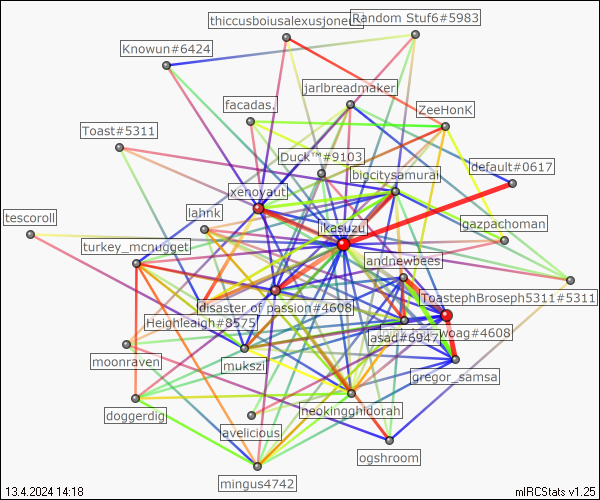 thiccusboiusalexusjone
Random Stuf6#5983
Knowun#6424
jarlbreadmaker
facadas.
ZeeHonK
Toast#5311
Duck™#9103
default#0617
bigcitysamurai
xenoyaut
tescoroll
lahnk
ikasuzu
gazpachoman
turkey_mcnugget
andnewbees
disaster of passion#4608
ToastephBroseph5311#5311
Heighleigh#8575
asad#6947
woag#4608
moonraven
mukszi
gregor_samsa
doggerdig
neokingghidorah
avelicious
ogshroom
mingus4742
13.4.2024 14:18
mIRCStats v1.25